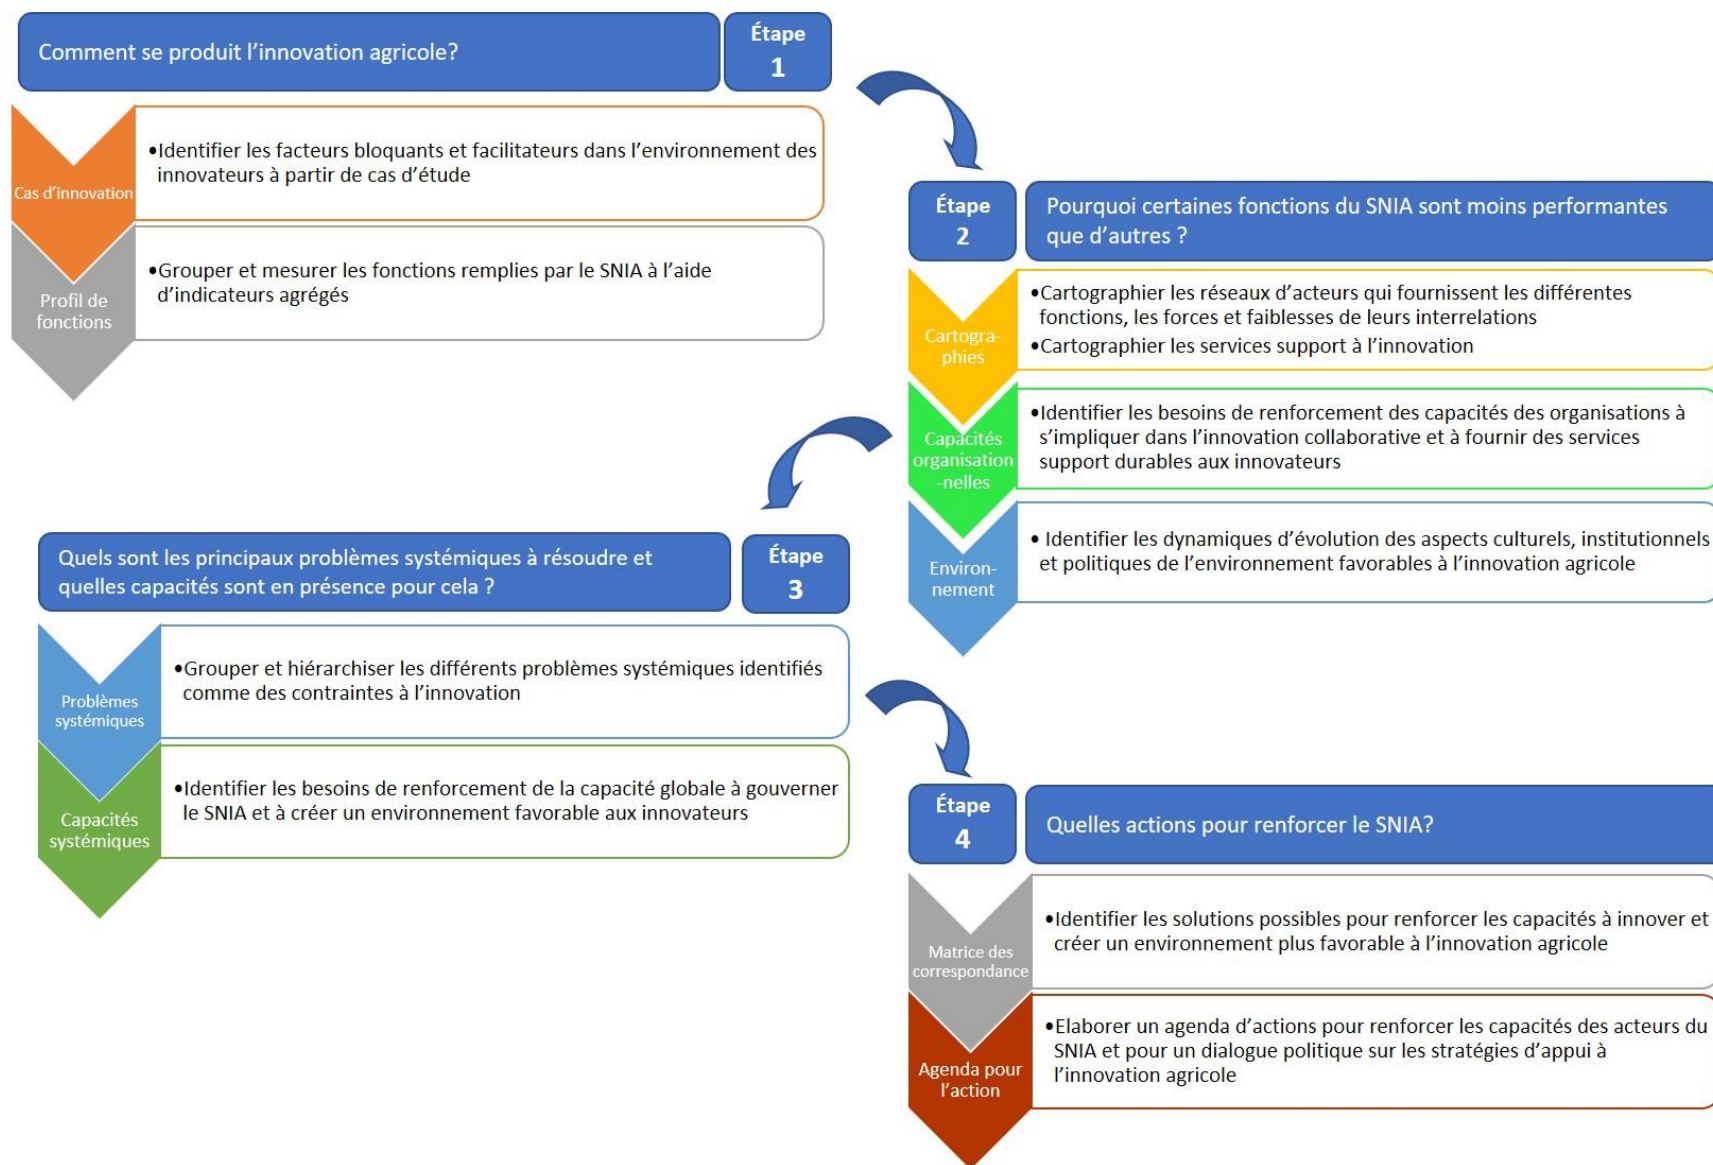 Comment se produit l'innovation agricole?
Étape
1
Cas d'innovation
•Identifier les facteurs bloquants et facilitateurs dans l'environnement des
innovateurs à partir de cas d'étude
Profil de
fonctions
•Grouper et mesurer les fonctions remplies par le SNIA à l'aide
d'indicateurs agrégés
Étape
2
Pourquoi certaines fonctions du SNIA sont moins performantes
que d'autres ?
Cartogra-
phies
•Cartographier les réseaux d'acteurs qui fournissent les différentes
fonctions, les forces et faiblesses de leurs interrelations
•Cartographier les services support à l'innovation
Capacités
organisation
-nelles
•Identifier les besoins de renforcement des capacités des organisations à
s'impliquer dans l'innovation collaborative et à fournir des services
support durables aux innovateurs
Environ-
nement
• Identifier les dynamiques d'évolution des aspects culturels, institutionnels
et politiques de l'environnement favorables à l'innovation agricole
Quels sont les principaux problèmes systémiques à résoudre et
quelles capacités sont en présence pour cela ?
Étape
3
Problèmes
systémiques
•Grouper et hiérarchiser les différents problèmes systémiques identifiés
comme des contraintes à l'innovation
Capacités
systémiques
•Identifier les besoins de renforcement de la capacité globale à gouverner
le SNIA et à créer un environnement favorable aux innovateurs
Étape
4
Quelles actions pour renforcer le SNIA?
Matrice des
correspondance
•Identifier les solutions possibles pour renforcer les capacités à innover et
créer un environnement plus favorable à l'innovation agricole
Agenda pour
l'action
•Elaborer un agenda d'actions pour renforcer les capacités des acteurs du
SNIA et pour un dialogue politique sur les stratégies d'appui à
l'innovation agricole